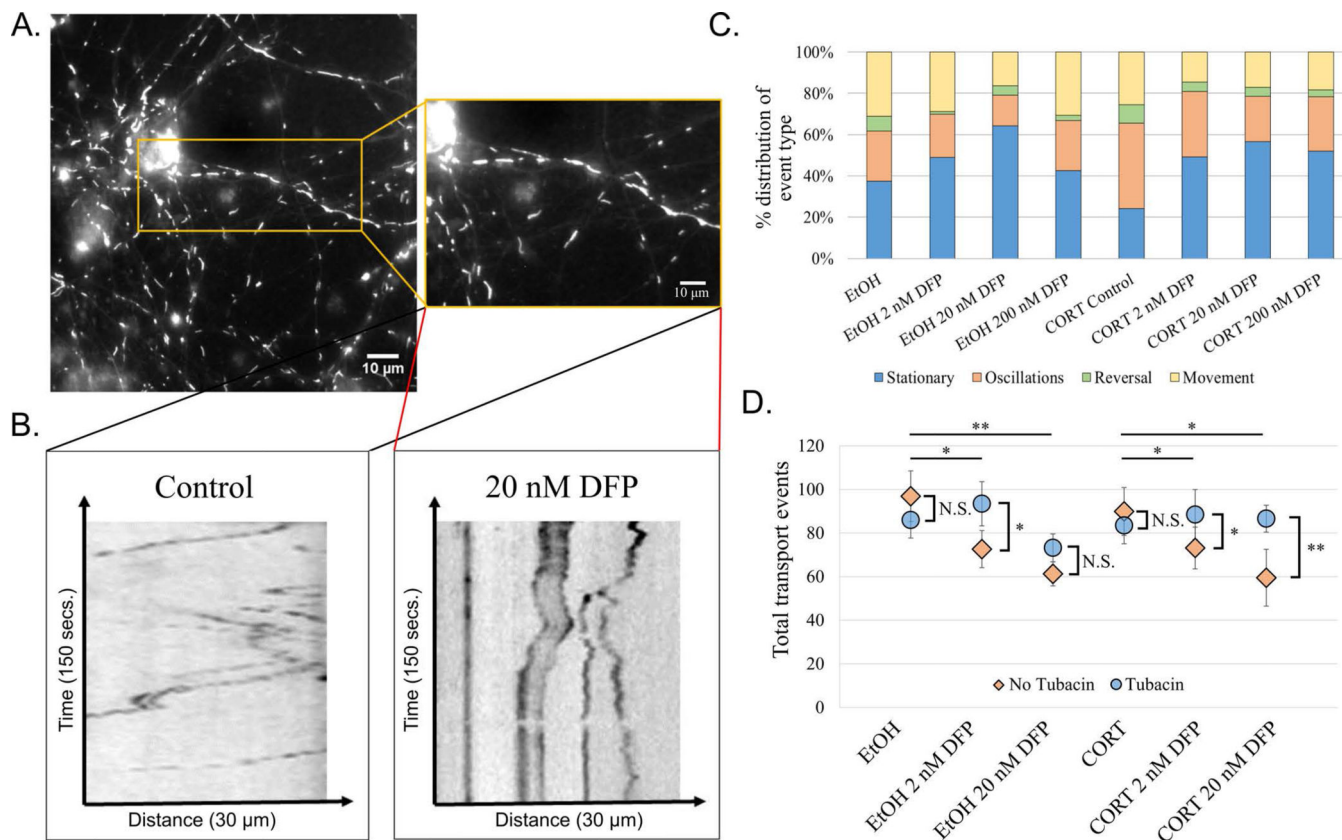 A.
10 µm
10 µm
B.
Control
Time (150 secs.)
Distance (30 µm)
20 nM DFP
Time (150 secs.)
Distance (30 µm)
C.
% distribution of
event type
100%
80%
60%
40%
20%
0%
EtOH
EtOH 2 nM DFP
EtOH 20 nM DFP
EtOH 200 nM DFP
CORT Control
CORT 2 nM DFP
CORT 20 nM DFP
CORT 200 nM DFP
Stationary Oscillations Reversal Movement
D.
Total transport events
120
100
80
60
40
20
0
** *
* *
N.S. * N.S. N.S. * **
No Tubacin Tubacin
EtOH
EtOH 2 nM DFP
EtOH 20 nM DFP
CORT
CORT 2 nM DFP
CORT 20 nM DFP